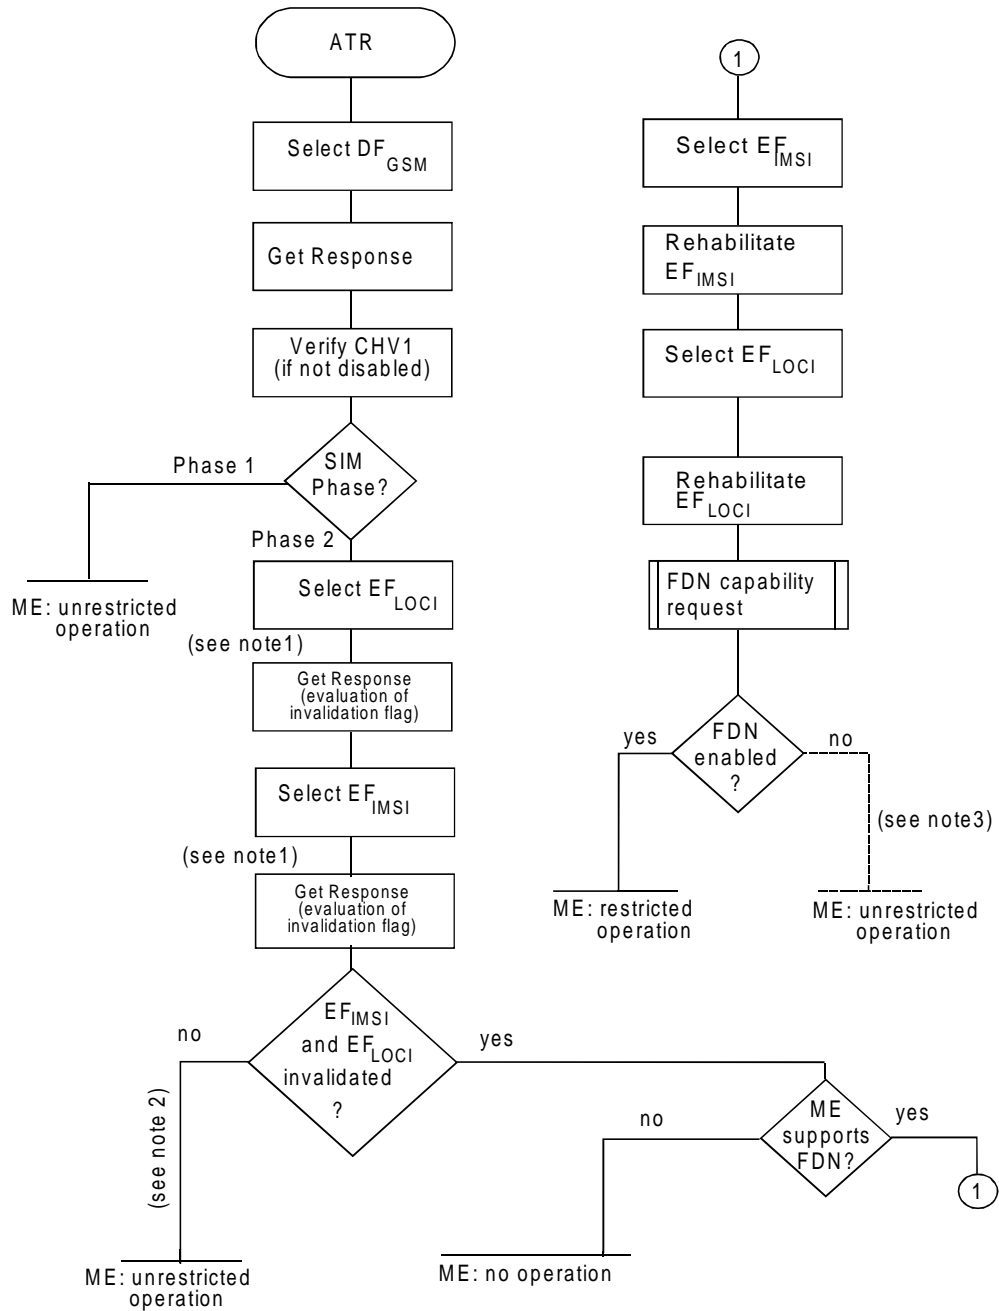 ATR
Select DF GSM
Get Response
Verify CHV1
(if not disabled)
SIM
Phase?
Phase 1
ME: unrestricted
operation
Phase 2
Select EF LOCI
(see note1)
Get Response
(evaluation of
invalidation flag)
Select EF IMSI
(see note1)
Get Response
(evaluation of
invalidation flag)
EF IMSI
and EF LOCI
invalidated
?
no
(see note 2)
ME: unrestricted
operation
yes
ME
supports
FDN?
no
ME: no operation
yes
1
1
Select EF IMSI
Rehabilitate
EF IMSI
Select EF LOCI
Rehabilitate
EF LOCI
FDN capability
request
FDN
enabled
?
yes
ME: restricted
operation
no
(see note3)
ME: unrestricted
operation